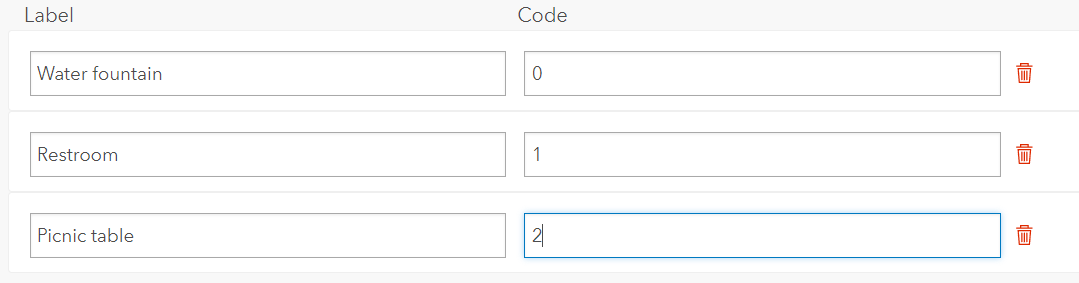 Label Code
Water fountain 0
Restroom 1
Picnic table 2